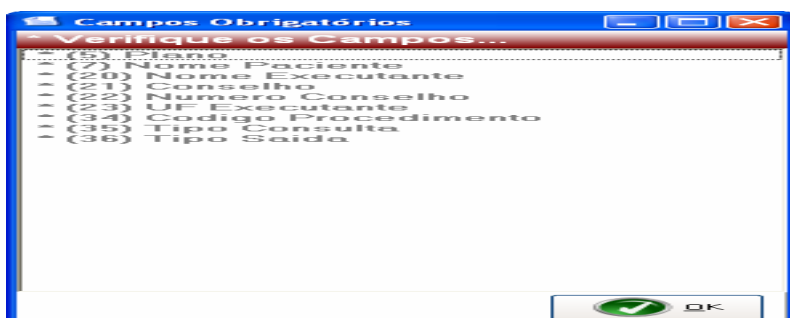 Campos Obrigatórios
* Verifique os Campos...
* (5) Plano
* (7) Nome Paciente
* (20) Nome Executante
* (21) Conselho
* (22) Numero Conselho
* (23) UF Executante
* (34) Codigo Procedimento
* (35) Tipo Consulta
* (36) Tipo Saida
OK